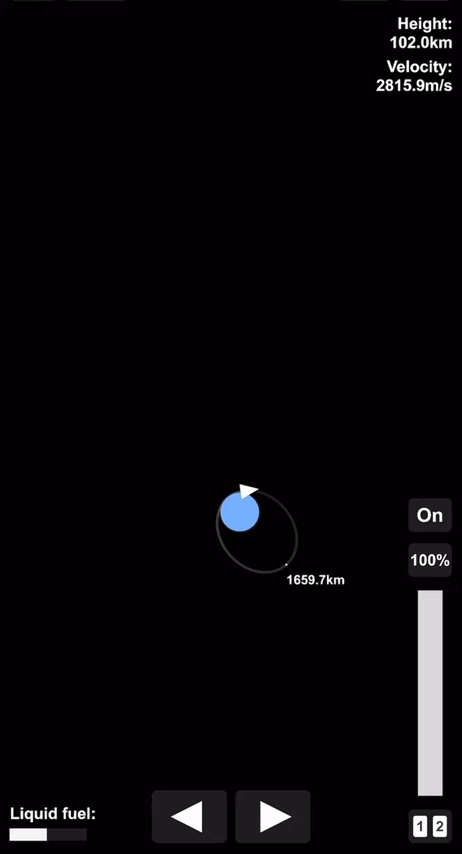 Height:
102.0km
Velocity:
2815.9m/s
1659.7km
On
100%
Liquid fuel:
1 2